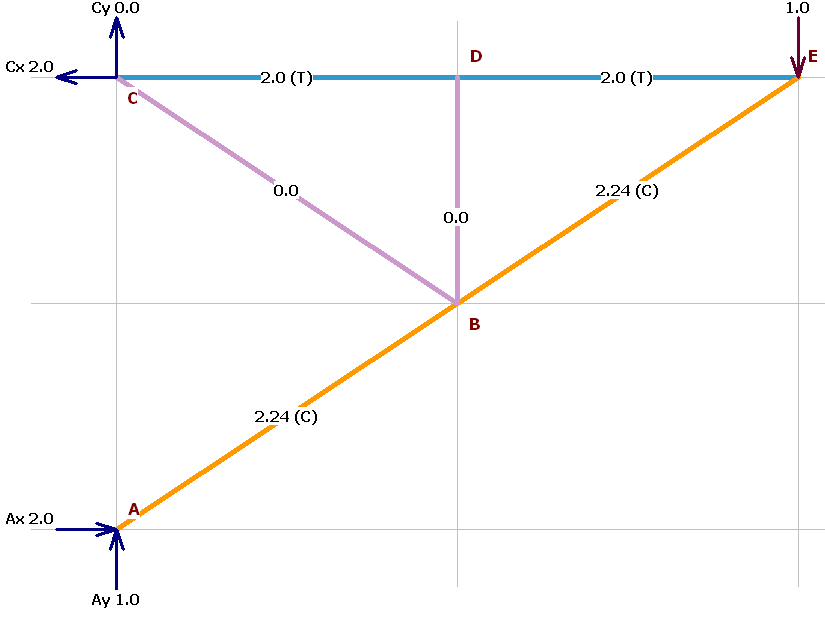 Cy 0.0
1.0
Cx 2.0
D
E
2.0 (T)
2.0 (T)
C
0.0
2.24 (C)
0.0
B
2.24 (C)
A
Ax 2.0
Ay 1.0